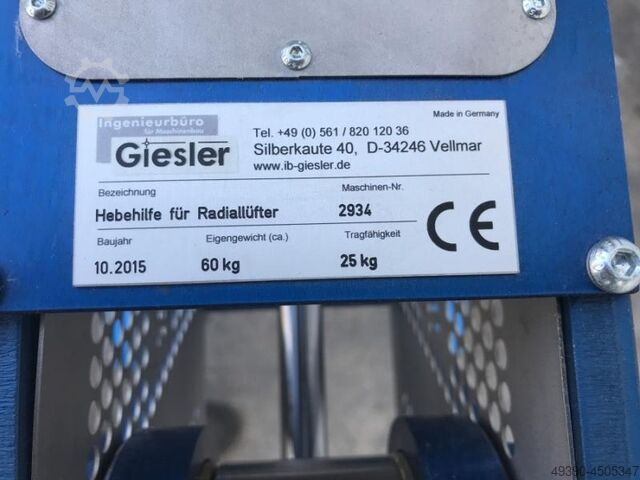 Ingenieurbüro
für Maschinenbau
Giesler
Made in Germany
Tel. +49 (0) 561 / 820 120 36
Silberkaute 40, D-34246 Vellmar
www.ib-giesler.de
Bezeichnung
Maschinen-Nr.
Hebehilfe für Radiallüfter
2934
Baujahr
Eigengewicht (ca.)
Tragfähigkeit
10.2015
60 kg
25 kg
CE
49390-4505347